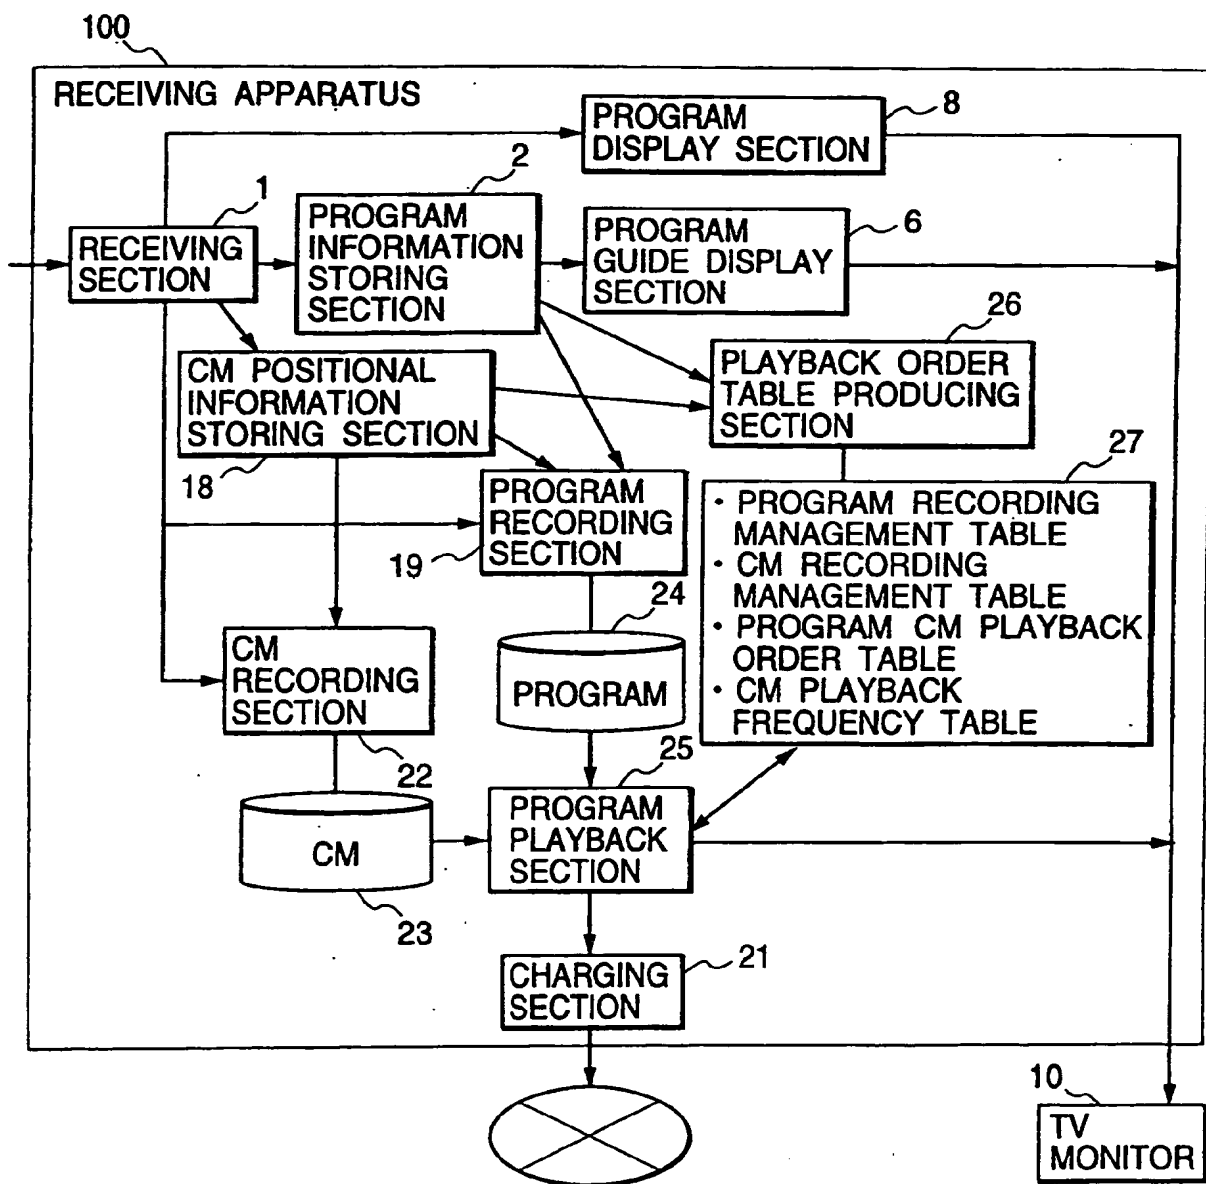 100
RECEIVING APPARATUS
PROGRAM
DISPLAY SECTION
8
1
2
RECEIVING
SECTION
PROGRAM
INFORMATION
STORING
SECTION
PROGRAM
GUIDE DISPLAY
SECTION
6
CM POSITIONAL
INFORMATION
STORING SECTION
18
26
PLAYBACK ORDER
TABLE PRODUCING
SECTION
PROGRAM
RECORDING
SECTION
19
27
• PROGRAM RECORDING
MANAGEMENT TABLE
• CM RECORDING
MANAGEMENT TABLE
• PROGRAM CM PLAYBACK
ORDER TABLE
• CM PLAYBACK
FREQUENCY TABLE
CM
RECORDING
SECTION
22
24
PROGRAM
CM
23
25
PROGRAM
PLAYBACK
SECTION
CHARGING
SECTION
21
10
TV
MONITOR